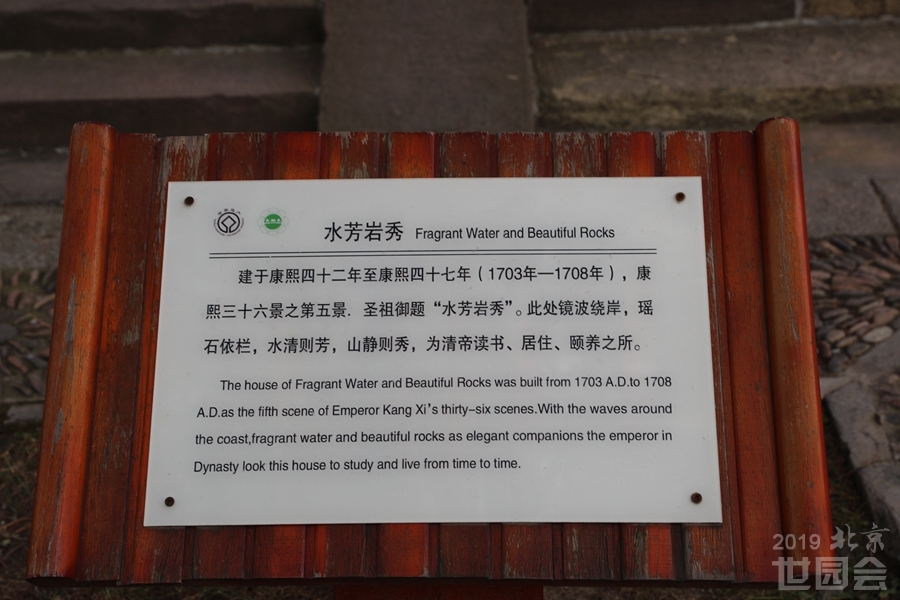 水芳岩秀 Fragrant Water and Beautiful Rocks
建于康熙四十二年至康熙四十七年（1703年—1708年），康
熙三十六景之第五景．圣祖御题“水芳岩秀”。此处镜波绕岸，瑶
石依栏，水清则芳，山静则秀，为清帝读书、居住、颐养之所。
The house of Fragrant Water and Beautiful Rocks was built from 1703 A.D.to 1708
A.D.as the fifth scene of Emperor Kang Xi's thirty-six scenes.With the waves around
the coast,fragrant water and beautiful rocks as elegant companions the emperor in
Dynasty look this house to study and live from time to time.
2019 北京
世园会